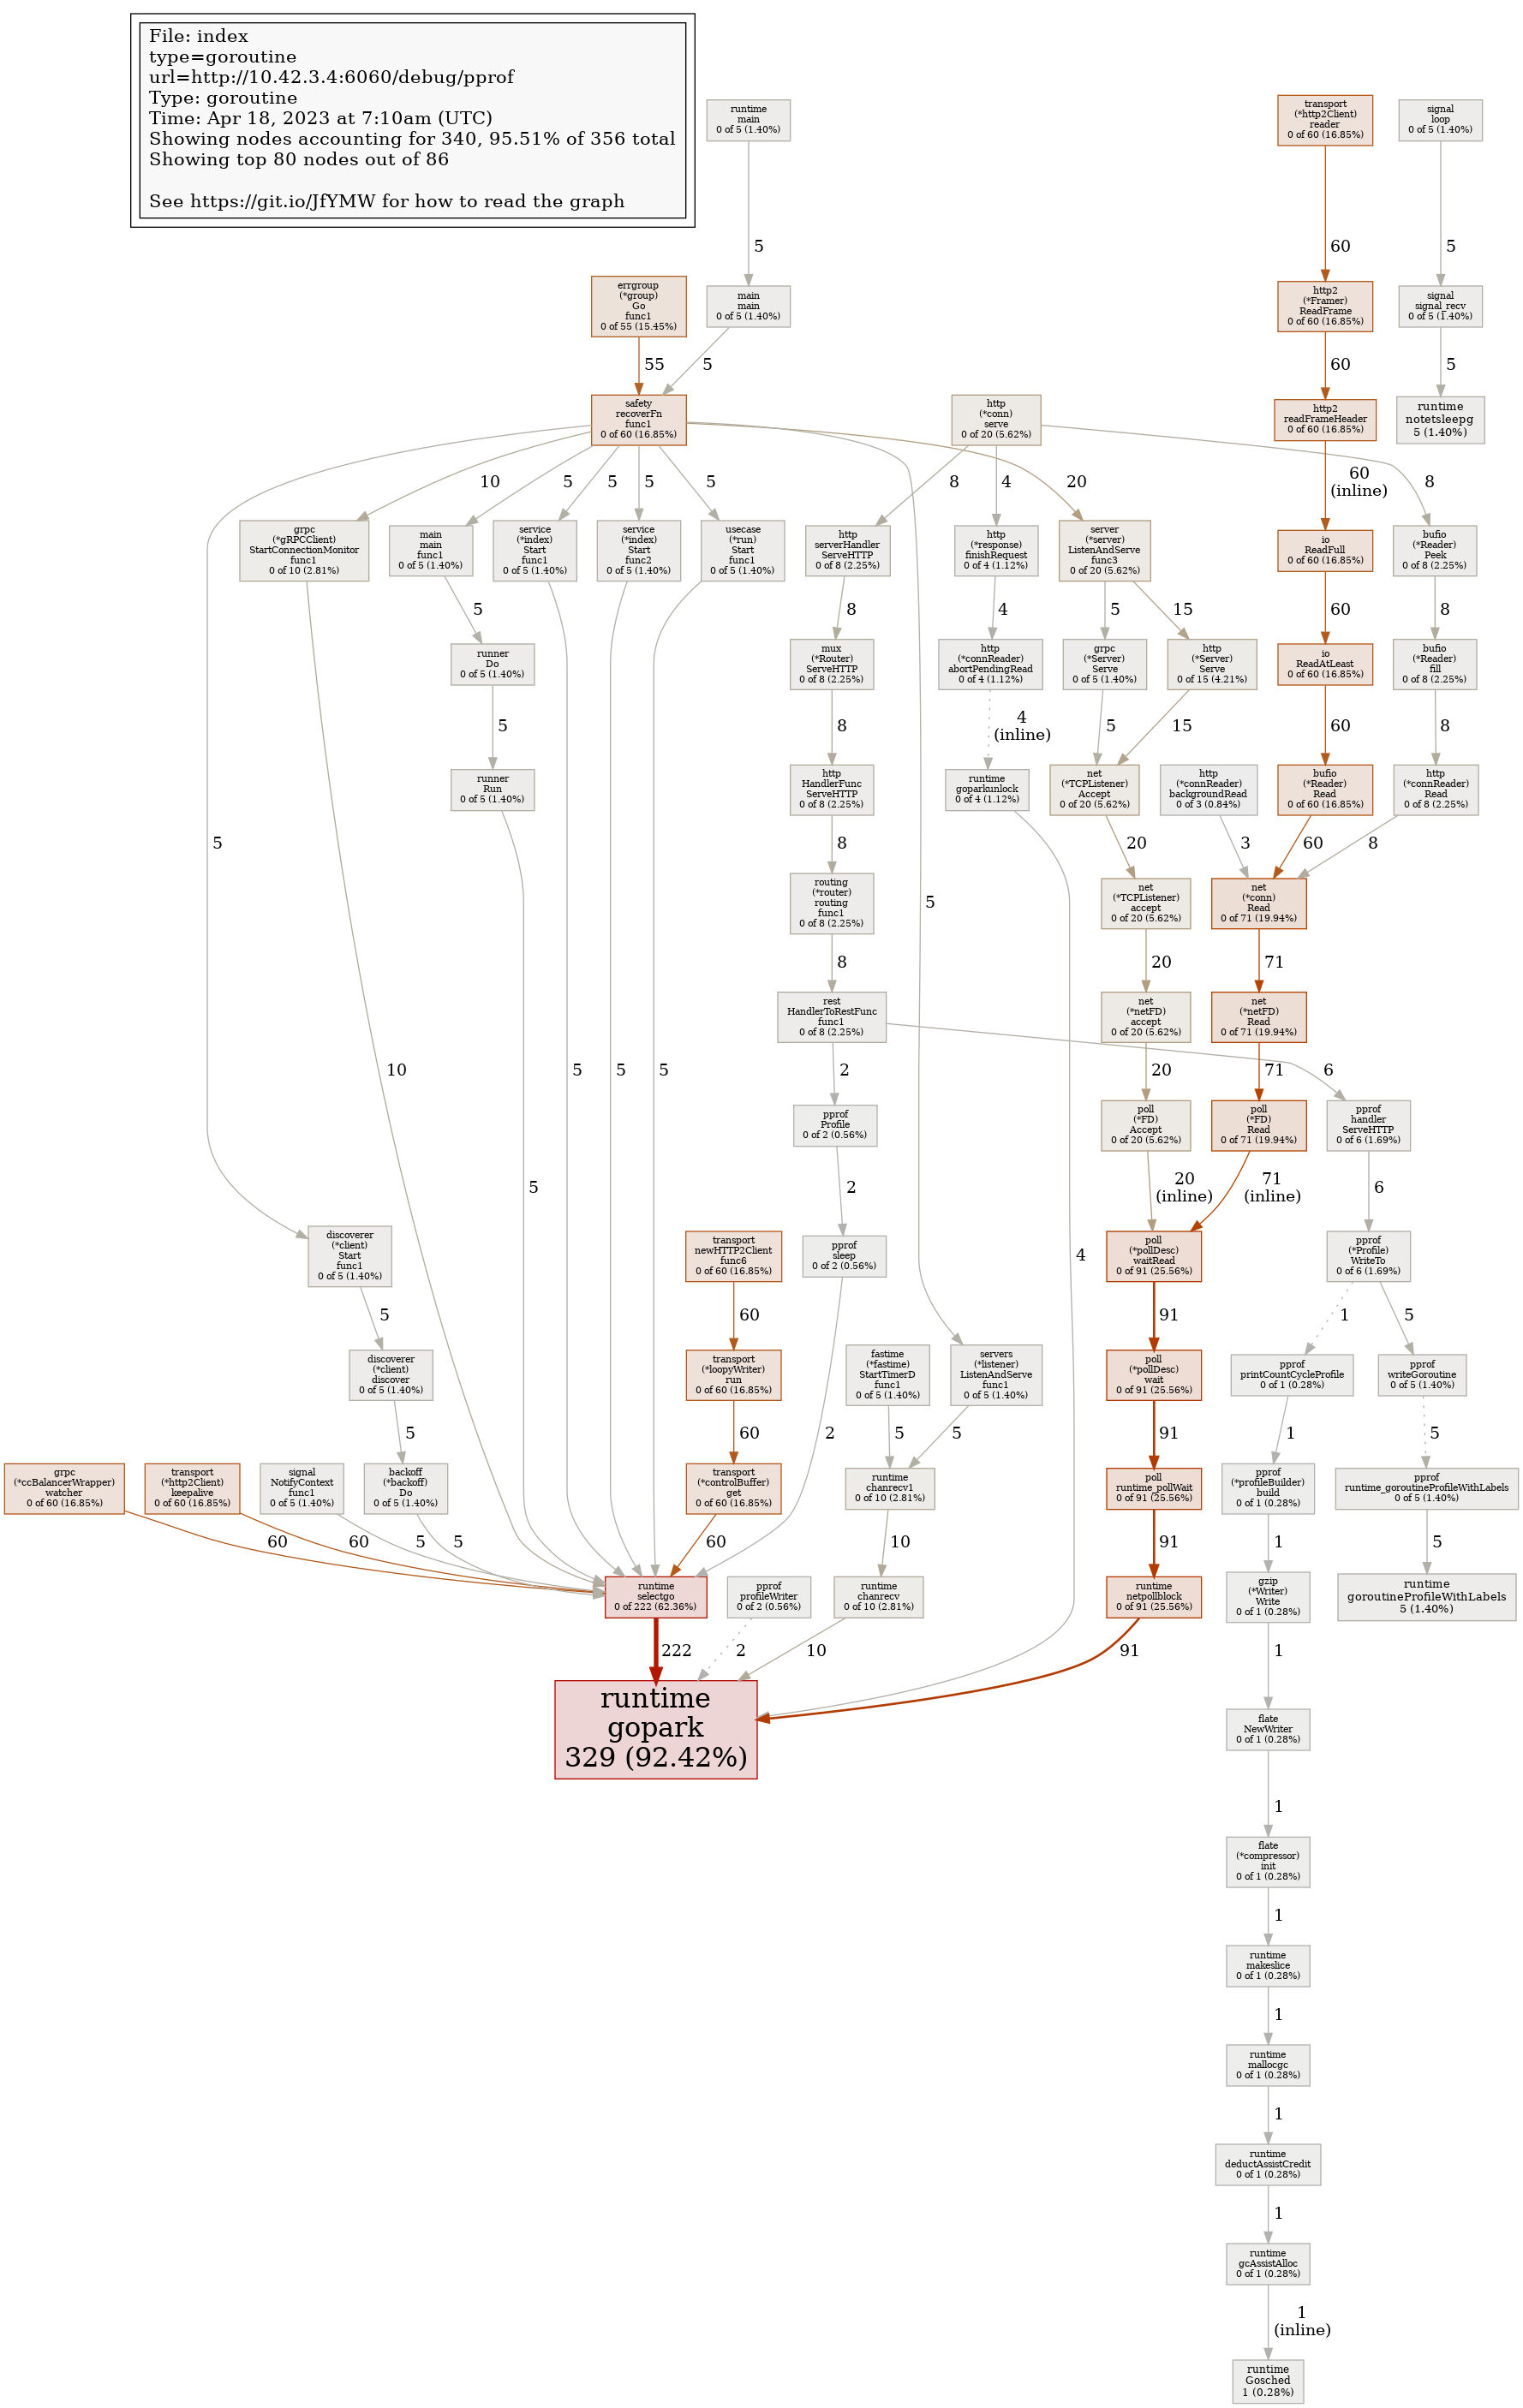 File: index
type=goroutine
url=http://10.42.3.4:6060/debug/pprof
Type: goroutine
Time: Apr 18, 2023 at 7:10am (UTC)
Showing nodes accounting for 340, 95.51% of 356 total
Showing top 80 nodes out of 86
See https://git.io/JfYMW for how to read the graph
runtime
main
0 of 5 (1.40%)
transport
(*http2Client)
reader
0 of 60 (16.85%)
signal
loop
0 of 5 (1.40%)
5
60
5
errgroup
(*group)
Go
func1
0 of 55 (15.45%)
main
main
0 of 5 (1.40%)
http2
(*Framer)
ReadFrame
0 of 60 (16.85%)
signal
signal_recv
0 of 5 (1.40%)
55
5
60
5
safety
recoverFn
func1
0 of 60 (16.85%)
http
(*conn)
serve
0 of 20 (5.62%)
http2
readFrameHeader
0 of 60 (16.85%)
runtime
notetsleepg
5 (1.40%)
10
5
5
5
5
20
8
4
60
(inline)
8
grpc
(*gRPCClient)
StartConnectionMonitor
func1
0 of 10 (2.81%)
main
main
func1
0 of 5 (1.40%)
service
(*index)
Start
func1
0 of 5 (1.40%)
service
(*index)
Start
func2
0 of 5 (1.40%)
usecase
(*run)
Start
func1
0 of 5 (1.40%)
http
serverHandler
ServeHTTP
0 of 8 (2.25%)
http
(*response)
finishRequest
0 of 4 (1.12%)
server
(*server)
ListenAndServe
func3
0 of 20 (5.62%)
io
ReadFull
0 of 60 (16.85%)
bufio
(*Reader)
Peek
0 of 8 (2.25%)
5
8
4
5
15
60
8
runner
Do
0 of 5 (1.40%)
mux
(*Router)
ServeHTTP
0 of 8 (2.25%)
http
(*connReader)
abortPendingRead
0 of 4 (1.12%)
grpc
(*Server)
Serve
0 of 5 (1.40%)
http
(*Server)
Serve
0 of 15 (4.21%)
io
ReadAtLeast
0 of 60 (16.85%)
bufio
(*Reader)
fill
0 of 8 (2.25%)
5
8
4
(inline)
5
15
60
8
runner
Run
0 of 5 (1.40%)
http
HandlerFunc
ServeHTTP
0 of 8 (2.25%)
runtime
goparkunlock
0 of 4 (1.12%)
net
(*TCPListener)
Accept
0 of 20 (5.62%)
http
(*connReader)
backgroundRead
0 of 3 (0.84%)
bufio
(*Reader)
Read
0 of 60 (16.85%)
http
(*connReader)
Read
0 of 8 (2.25%)
5
8
20
3
60
8
routing
(*router)
routing
func1
0 of 8 (2.25%)
5
net
(*TCPListener)
accept
0 of 20 (5.62%)
net
(*conn)
Read
0 of 71 (19.94%)
8
20
71
rest
HandlerToRestFunc
func1
0 of 8 (2.25%)
net
(*netFD)
accept
0 of 20 (5.62%)
net
(*netFD)
Read
0 of 71 (19.94%)
10
5
5
5
2
20
71
6
pprof
Profile
0 of 2 (0.56%)
poll
(*FD)
Accept
0 of 20 (5.62%)
poll
(*FD)
Read
0 of 71 (19.94%)
pprof
handler
ServeHTTP
0 of 6 (1.69%)
5
2
20
(inline)
71
(inline)
6
discoverer
(*client)
Start
func1
0 of 5 (1.40%)
transport
newHTTP2Client
func6
0 of 60 (16.85%)
pprof
sleep
0 of 2 (0.56%)
4
poll
(*pollDesc)
waitRead
0 of 91 (25.56%)
pprof
(*Profile)
WriteTo
0 of 6 (1.69%)
5
60
91
1
5
discoverer
(*client)
discover
0 of 5 (1.40%)
transport
(*loopyWriter)
run
0 of 60 (16.85%)
fastime
(*fastime)
StartTimerD
func1
0 of 5 (1.40%)
servers
(*listener)
ListenAndServe
func1
0 of 5 (1.40%)
poll
(*pollDesc)
wait
0 of 91 (25.56%)
pprof
printCountCycleProfile
0 of 1 (0.28%)
pprof
writeGoroutine
0 of 5 (1.40%)
5
60
2
5
5
91
1
5
grpc
(*ccBalancerWrapper)
watcher
0 of 60 (16.85%)
transport
(*http2Client)
keepalive
0 of 60 (16.85%)
signal
NotifyContext
func1
0 of 5 (1.40%)
backoff
(*backoff)
Do
0 of 5 (1.40%)
transport
(*controlBuffer)
get
0 of 60 (16.85%)
runtime
chanrecv1
0 of 10 (2.81%)
poll
runtime_pollWait
0 of 91 (25.56%)
pprof
(*profileBuilder)
build
0 of 1 (0.28%)
pprof
runtime_goroutineProfileWithLabels
0 of 5 (1.40%)
60
60
5
5
60
10
91
1
5
runtime
selectgo
0 of 222 (62.36%)
pprof
profileWriter
0 of 2 (0.56%)
runtime
chanrecv
0 of 10 (2.81%)
runtime
netpollblock
0 of 91 (25.56%)
gzip
(*Writer)
Write
0 of 1 (0.28%)
runtime
goroutineProfileWithLabels
5 (1.40%)
222
2
10
91
1
runtime
gopark
329 (92.42%)
flate
NewWriter
0 of 1 (0.28%)
1
flate
(*compressor)
init
0 of 1 (0.28%)
1
runtime
makeslice
0 of 1 (0.28%)
1
runtime
mallocgc
0 of 1 (0.28%)
1
runtime
deductAssistCredit
0 of 1 (0.28%)
1
runtime
gcAssistAlloc
0 of 1 (0.28%)
1
(inline)
runtime
Gosched
1 (0.28%)